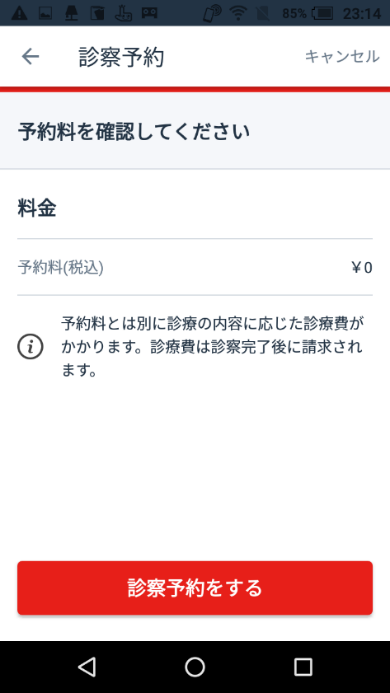 85% 23:14
診察予約 キャンセル
予約料を確認してください
料金
予約料(税込) ¥0
予約料とは別に診療の内容に応じた診療費が
かかります。診療費は診察完了後に請求され
ます。
診察予約をする